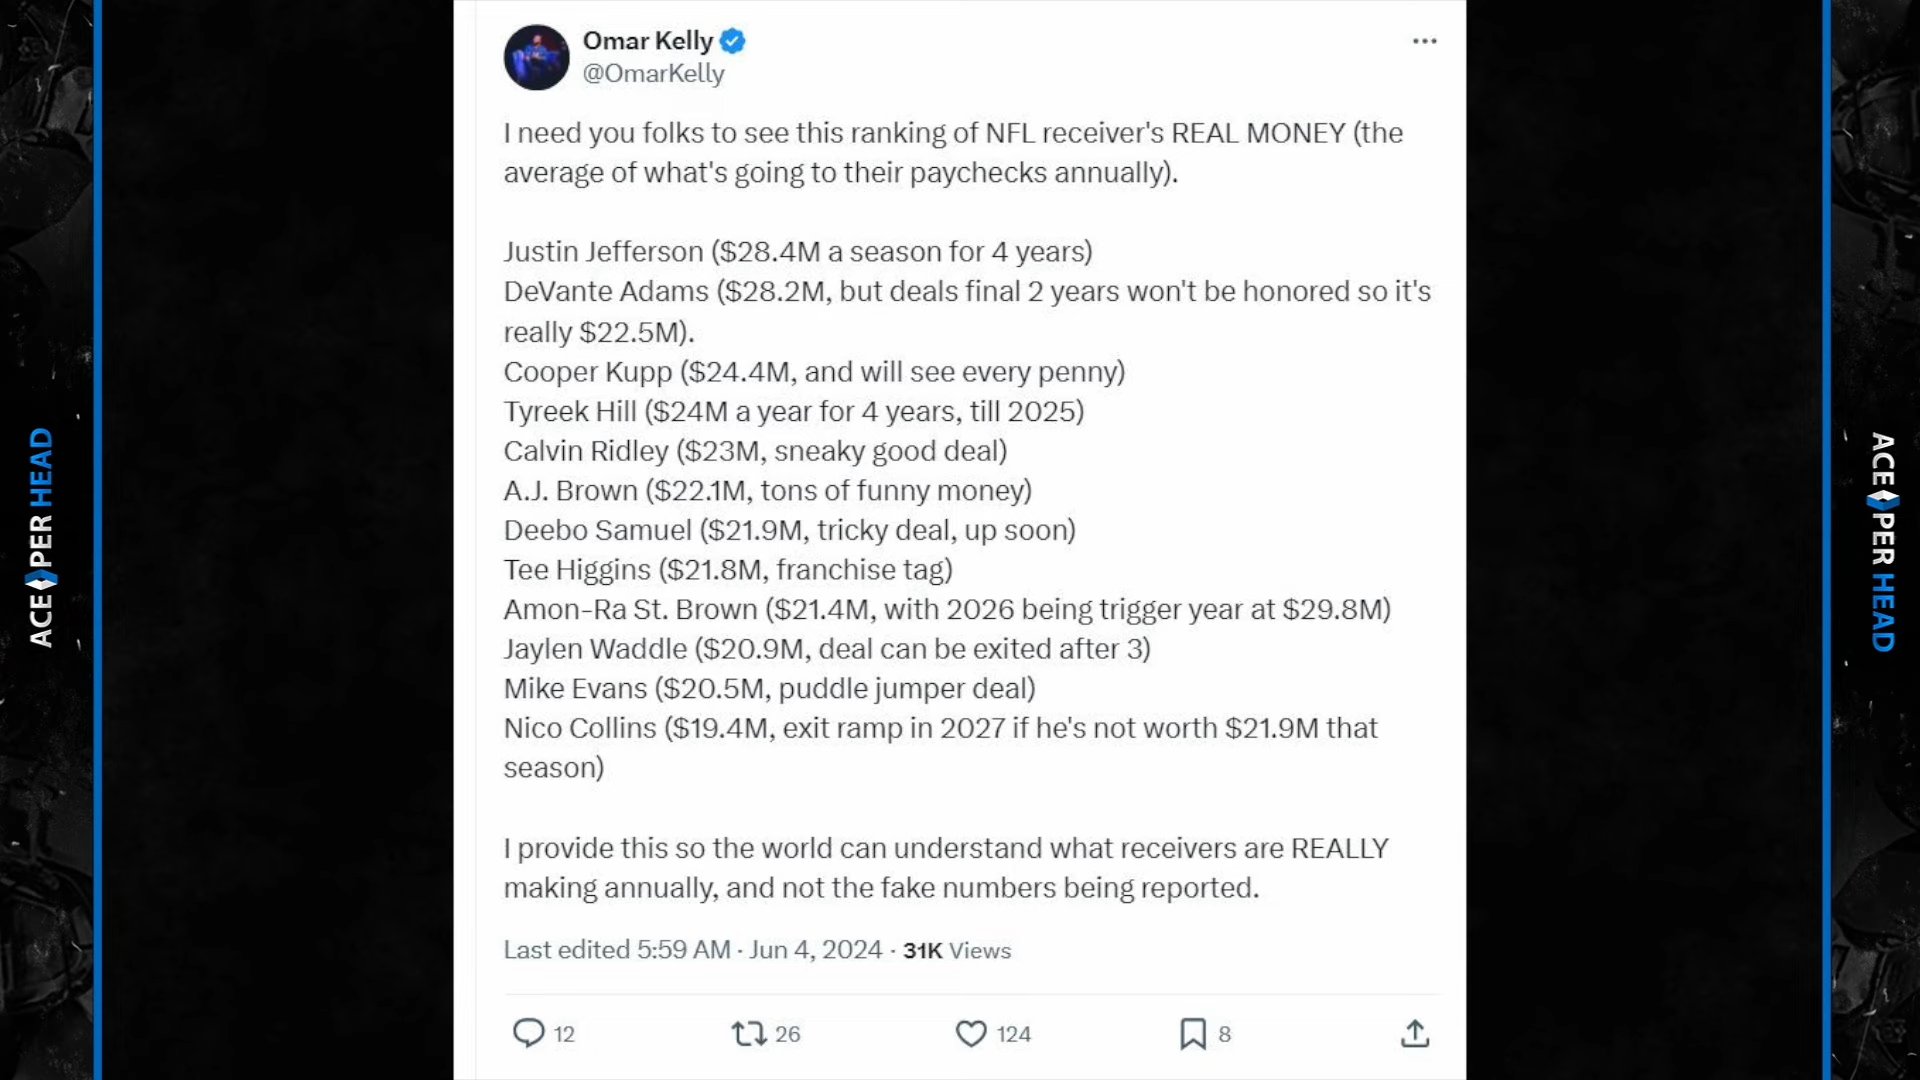 Omar Kelly
@OmarKelly
I need you folks to see this ranking of NFL receiver's REAL MONEY (the
average of what's going to their paychecks annually).
Justin Jefferson ($28.4M a season for 4 years)
DeVante Adams ($28.2M, but deals final 2 years won't be honored so it's
really $22.5M).
Cooper Kupp ($24.4M, and will see every penny)
Tyreek Hill ($24M a year for 4 years, till 2025)
Calvin Ridley ($23M, sneaky good deal)
A.J. Brown ($22.1M, tons of funny money)
Deebo Samuel ($21.9M, tricky deal, up soon)
Tee Higgins ($21.8M, franchise tag)
Amon-Ra St. Brown ($21.4M, with 2026 being trigger year at $29.8M)
Jaylen Waddle ($20.9M, deal can be exited after 3)
Mike Evans ($20.5M, puddle jumper deal)
Nico Collins ($19.4M, exit ramp in 2027 if he's not worth $21.9M that
season)
I provide this so the world can understand what receivers are REALLY
making annually, and not the fake numbers being reported.
Last edited 5:59 AM · Jun 4, 2024 · 31K Views
12 26 124 8
ACE PER HEAD
ACE PER HEAD